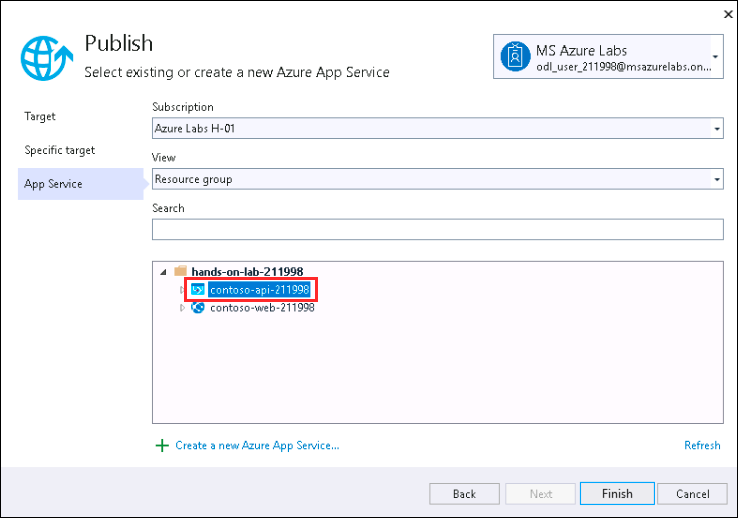 Publish
Select existing or create a new Azure App Service
MS Azure Labs
odl_user_211998@msazurelabs.on...
Target
Specific target
App Service
Subscription
Azure Labs H-01
View
Resource group
Search
hands-on-lab-211998
contoso-api-211998
contoso-web-211998
Create a new Azure App Service...
Refresh
Back
Next
Finish
Cancel